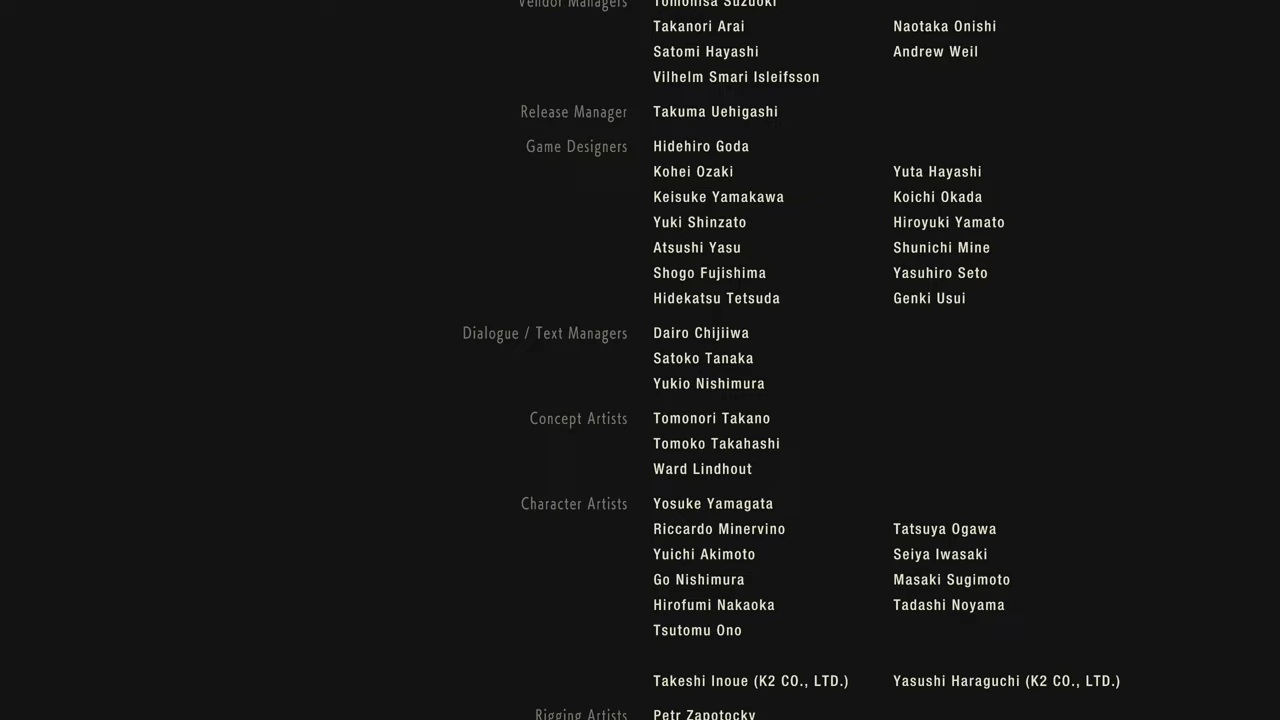 Vendor Managers Tomohisa Suzuoki
Takanori Arai Naotaka Onishi
Satomi Hayashi Andrew Weil
Vilhelm Smari Isleifsson
Release Manager Takuma Uehigashi
Game Designers Hidehiro Goda
Kohei Ozaki Yuta Hayashi
Keisuke Yamakawa Koichi Okada
Yuki Shinzato Hiroyuki Yamato
Atsushi Yasu Shunichi Mine
Shogo Fujishima Yasuhiro Seto
Hidekatsu Tetsuda Genki Usui
Dialogue / Text Managers Dairo Chijiiwa
Satoko Tanaka
Yukio Nishimura
Concept Artists Tomonori Takano
Tomoko Takahashi
Ward Lindhout
Character Artists Yosuke Yamagata
Riccardo Minervino Tatsuya Ogawa
Yuichi Akimoto Seiya Iwasaki
Go Nishimura Masaki Sugimoto
Hirofumi Nakaoka Tadashi Noyama
Tsutomu Ono
Takeshi Inoue (K2 CO., LTD.) Yasushi Haraguchi (K2 CO., LTD.)
Rigging Artists Petr Zapotocky